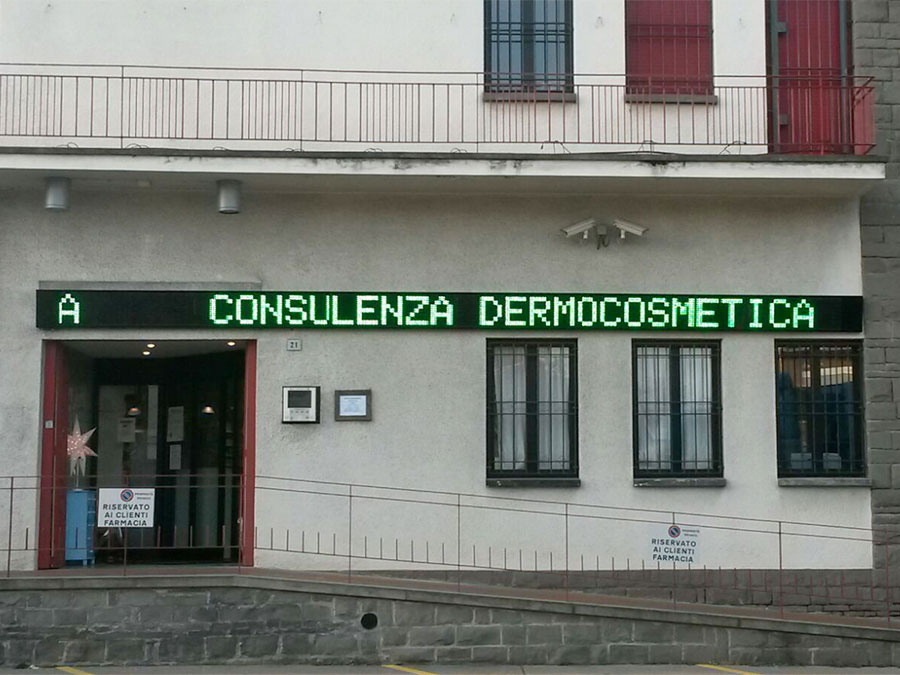 A CONSULENZA DERMOCOSMETICA
21
RISERVATO
AI CLIENTI
FARMACIA
RISERVATO
AI CLIENTI
FARMACIA